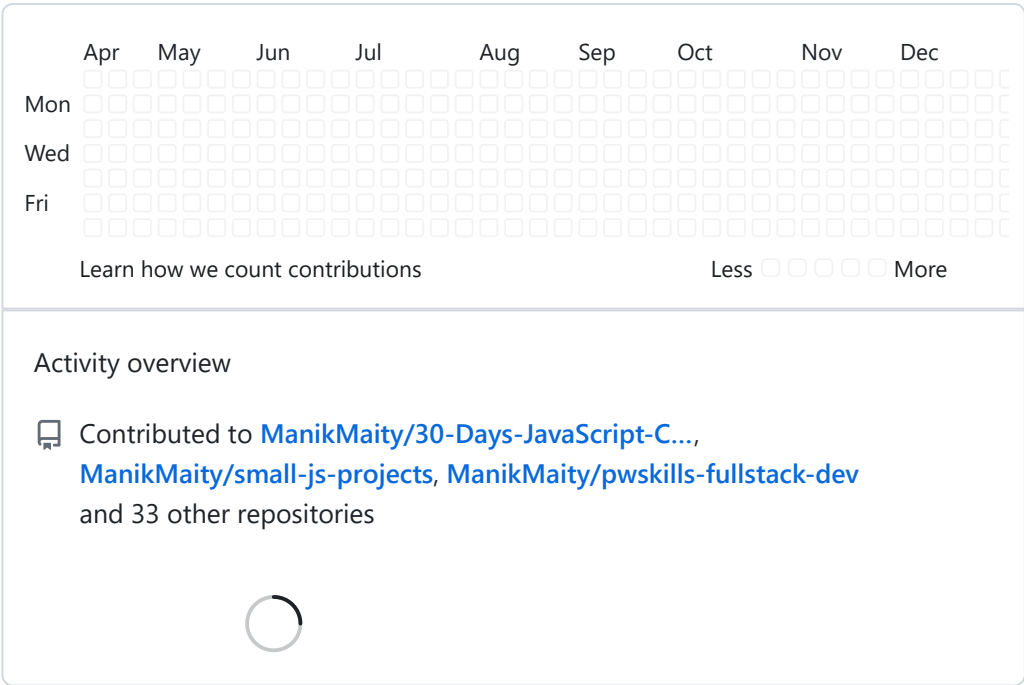 Apr May Jun Jul Aug Sep Oct Nov Dec
Mon
Wed
Fri
Learn how we count contributions Less More
Activity overview
Contributed to ManikMaity/30-Days-JavaScript-C...,
ManikMaity/small-js-projects, ManikMaity/pwskills-fullstack-dev
and 33 other repositories